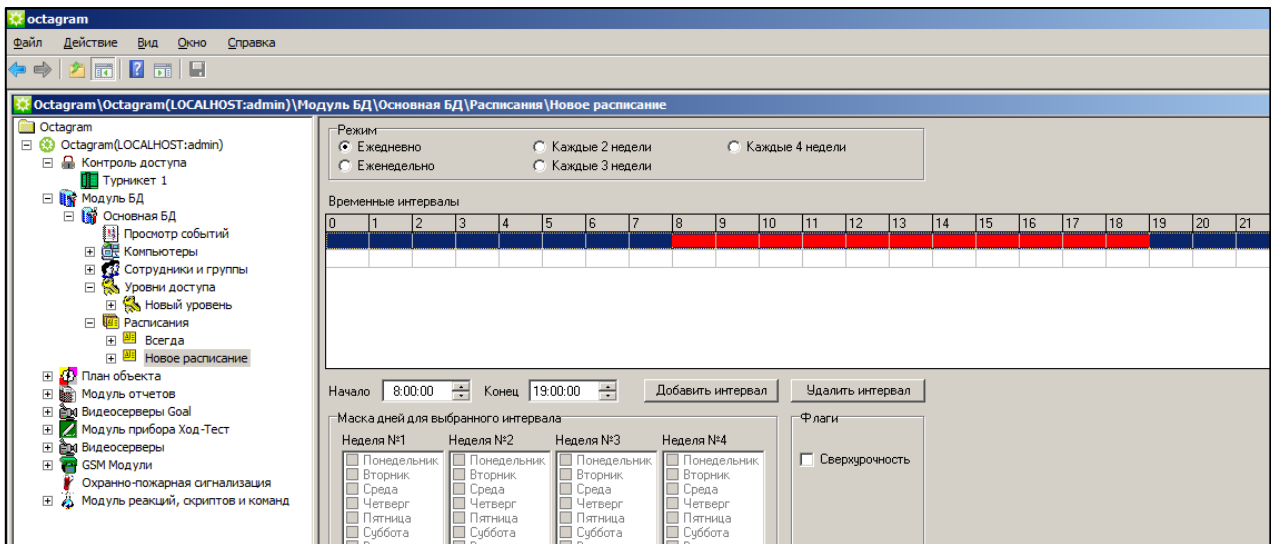 octagram
Файл Действие Вид Окно Справка
Octagram\Octagram(LOCALHOST:admin)\Модуль БД\Основная БД\Расписания\Новое расписание
Octagram
Octagram(LOCALHOST:admin)
Контроль доступа
Турникет 1
Модуль БД
Основная БД
Просмотр событий
Компьютеры
Сотрудники и группы
Уровни доступа
Новый уровень
Расписания
Всегда
Новое расписание
План объекта
Модуль отчетов
Видеосерверы Goal
Модуль прибора Ход-Тест
Видеосерверы
GSM Модули
Охранно-пожарная сигнализация
Модуль реакций, скриптов и команд
Режим
Ежедневно Каждые 2 недели Каждые 4 недели
Еженедельно Каждые 3 недели
Временные интервалы
0 1 2 3 4 5 6 7 8 9 10 11 12 13 14 15 16 17 18 19 20 21
Начало 8:00:00 Конец 19:00:00 Добавить интервал Удалить интервал
Маска дней для выбранного интервала Флаги
Неделя №1 Неделя №2 Неделя №3 Неделя №4
Понедельник Понедельник Понедельник Понедельник Сверхурочность
Вторник Вторник Вторник Вторник
Среда Среда Среда Среда
Четверг Четверг Четверг Четверг
Пятница Пятница Пятница Пятница
Суббота Суббота Суббота Суббота